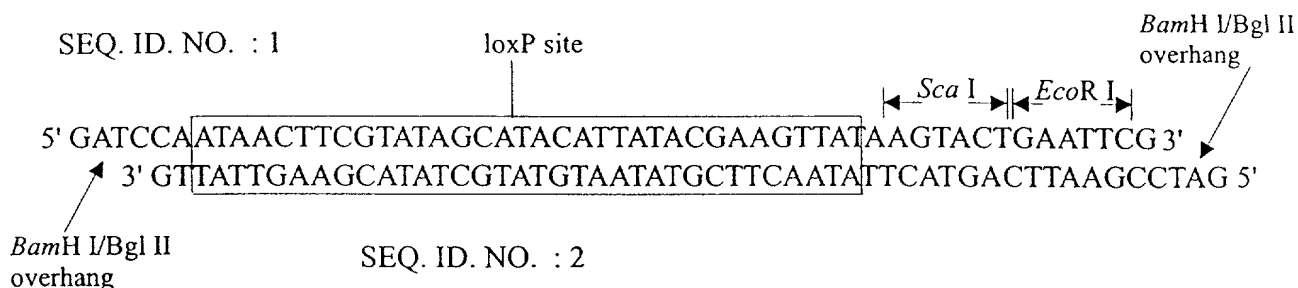 BamH I/Bgl II
overhang
SEQ. ID. NO. : 1
loxP site
Sca I EcoR I
5' GATCCAATAACTTCGTATAGCATACATTATACGAAGTTATAAGTACTGAATTCG 3'
3' GTTATTGAAGCATATCGTATGTAATATGCTTCAATATTCATGACTTAAGCCTAG 5'
BamH I/Bgl II
overhang
SEQ. ID. NO. : 2